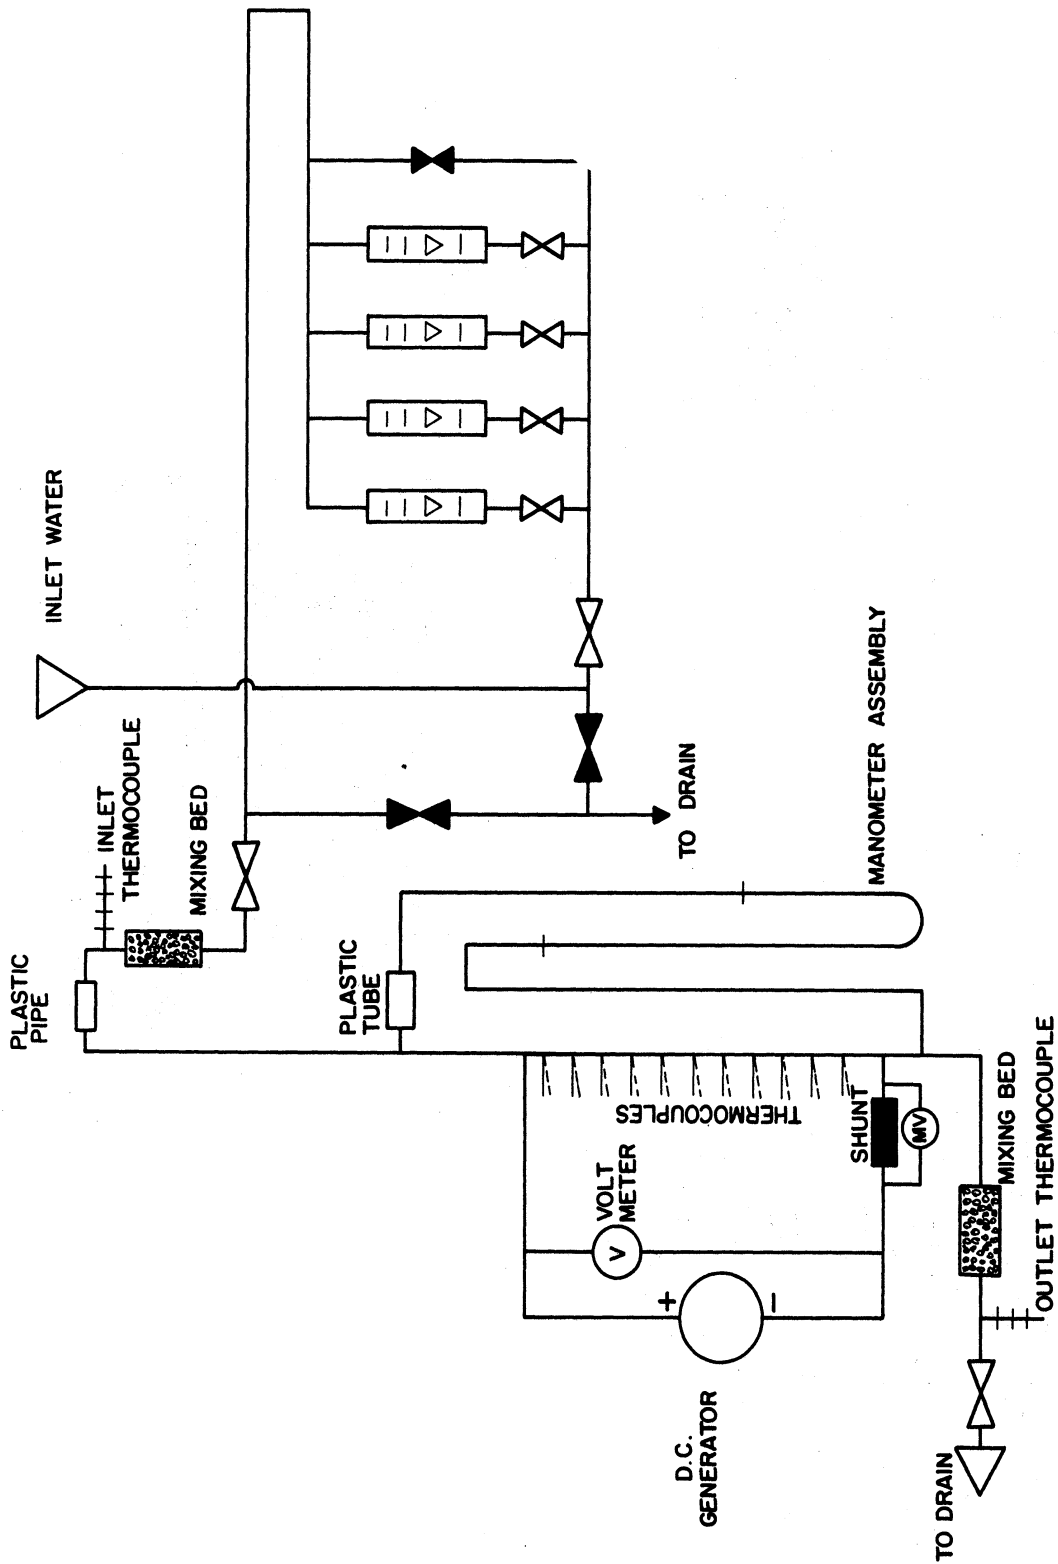 INLET WATER
INLET
THERMOCOUPLE
MIXING BED
PLASTIC
PIPE
PLASTIC
TUBE
TO DRAIN
MANOMETER ASSEMBLY
THERMOCOUPLES
SHUNT
MV
VOLT
METER
V
+
−
D.C.
GENERATOR
MIXING BED
OUTLET THERMOCOUPLE
TO DRAIN